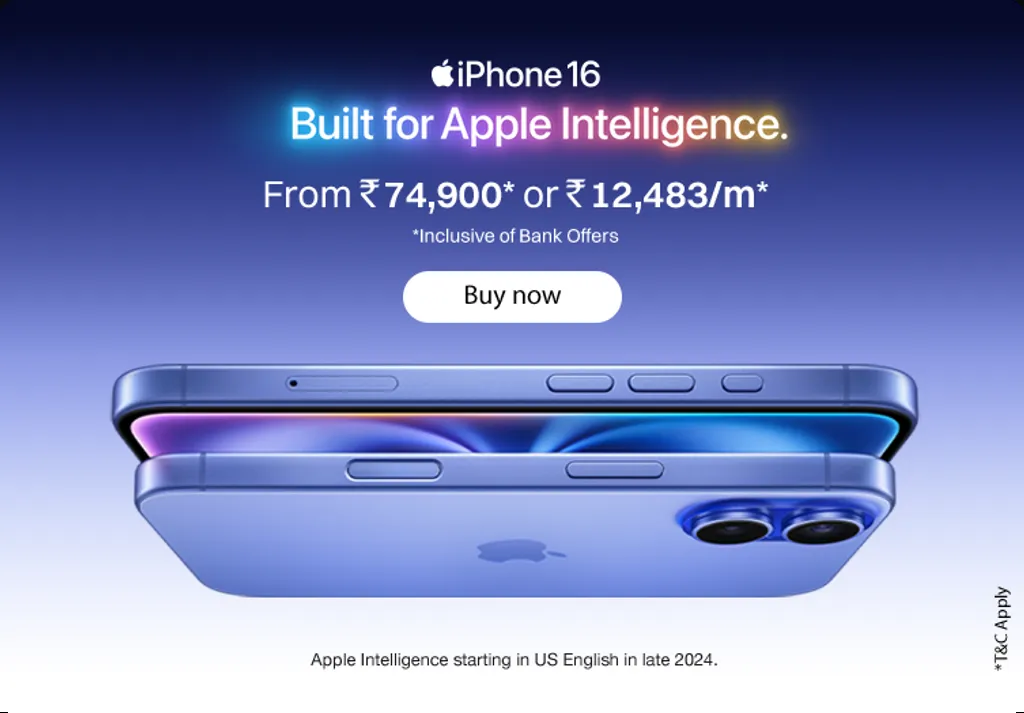 iPhone 16
Built for Apple Intelligence.
From ₹74,900* or ₹12,483/m*
*Inclusive of Bank Offers
Buy now
Apple Intelligence starting in US English in late 2024.
*T&C Apply